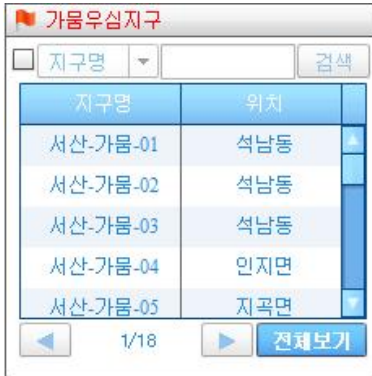 가뭄우심지구
지구명 검색
지구명 위치
서산-가뭄-01 석남동
서산-가뭄-02 석남동
서산-가뭄-03 석남동
서산-가뭄-04 인지면
서산-가뭄-05 지곡면
1/18 전체보기